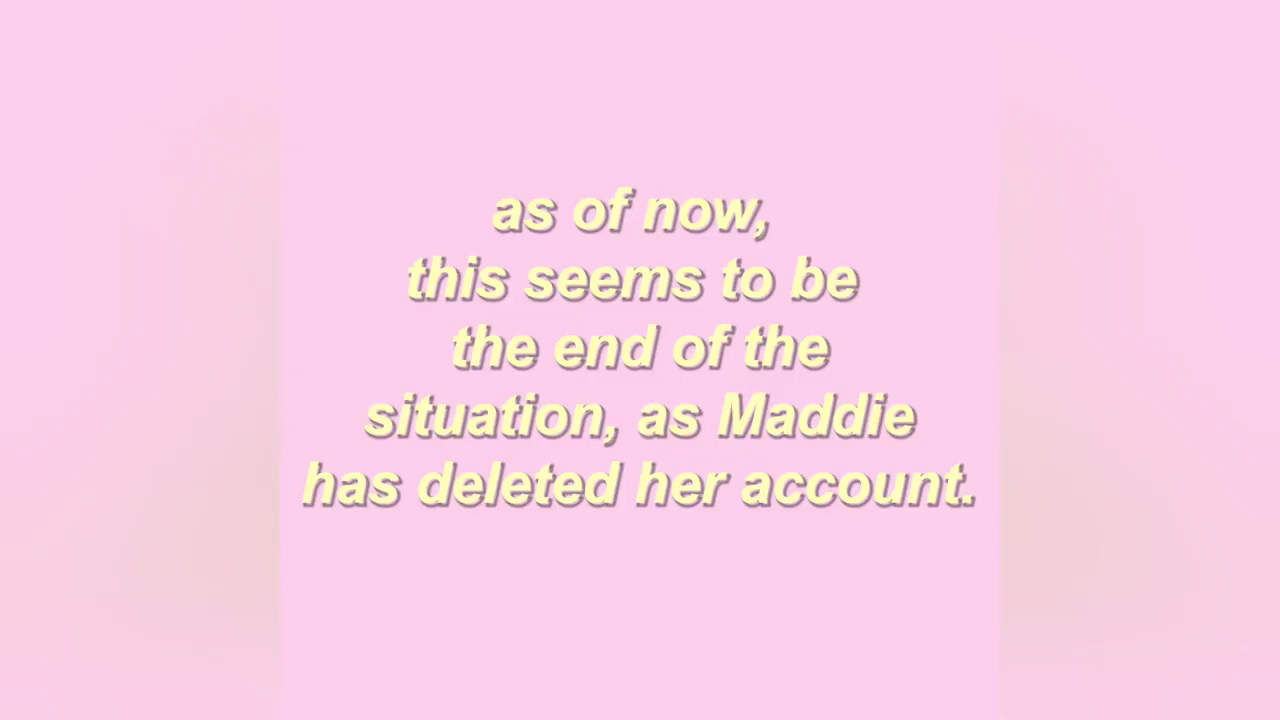 as of now,
this seems to be
the end of the
situation, as Maddie
has deleted her account.